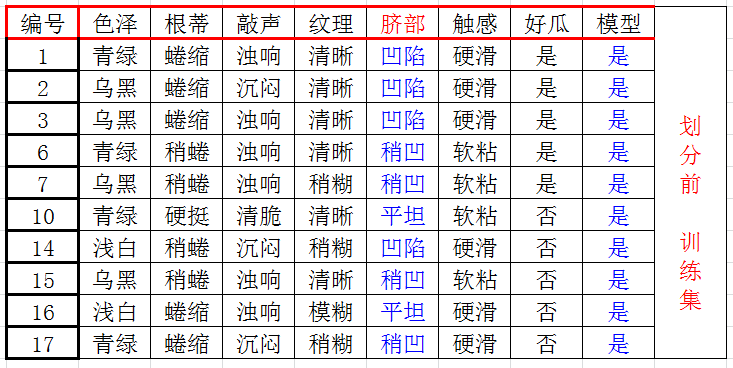 编号 色泽 根蒂 敲声 纹理 脐部 触感 好瓜 模型
1 青绿 蜷缩 浊响 清晰 凹陷 硬滑 是 是
2 乌黑 蜷缩 沉闷 清晰 凹陷 硬滑 是 是
3 乌黑 蜷缩 浊响 清晰 凹陷 硬滑 是 是
6 青绿 稍蜷 浊响 清晰 稍凹 软粘 是 是
7 乌黑 稍蜷 浊响 稍糊 稍凹 软粘 是 是
10 青绿 硬挺 清脆 清晰 平坦 软粘 否 是
14 浅白 稍蜷 沉闷 稍糊 凹陷 硬滑 否 是
15 乌黑 稍蜷 浊响 清晰 稍凹 软粘 否 是
16 浅白 蜷缩 浊响 模糊 平坦 硬滑 否 是
17 青绿 蜷缩 沉闷 稍糊 稍凹 硬滑 否 是
划分前 训练集